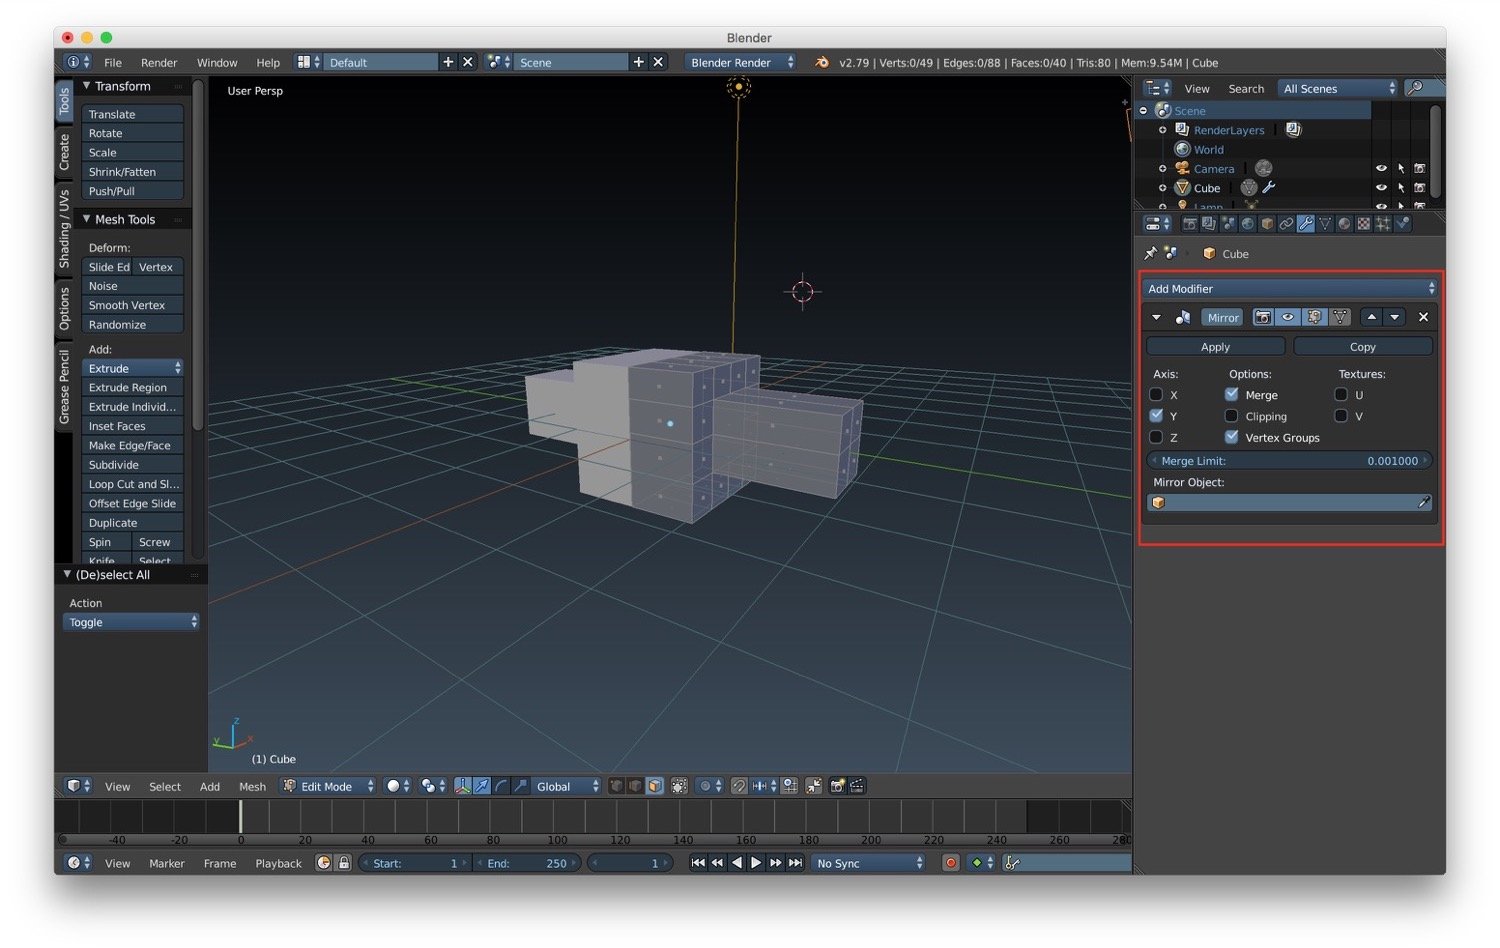 Blender
File Render Window Help Default Scene Blender Render v2.79 | Verts:0/49 | Edges:0/88 | Faces:0/40 | Tris:80 | Mem:9.54M | Cube
Tools
Create
Shading / UVs
Options
Grease Pencil
Transform
Translate
Rotate
Scale
Shrink/Fatten
Push/Pull
Mesh Tools
Deform:
Slide Ed Vertex
Noise
Smooth Vertex
Randomize
Add:
Extrude
Extrude Region
Extrude Individ...
Inset Faces
Make Edge/Face
Subdivide
Loop Cut and Sl...
Offset Edge Slide
Duplicate
Spin Screw
Knife Select
(De)select All
Action
Toggle
User Persp
z
y x
(1) Cube
View Search All Scenes
Scene
RenderLayers
World
Camera
Cube
Lamp
Cube
Add Modifier
Mirror
Apply Copy
Axis: Options: Textures:
X Merge U
Y Clipping V
Z Vertex Groups
Merge Limit: 0.001000
Mirror Object:
View Select Add Mesh Edit Mode Global
-40 -20 0 20 40 60 80 100 120 140 160 180 200 220 240 260 280
View Marker Frame Playback Start: 1 End: 250 1 No Sync